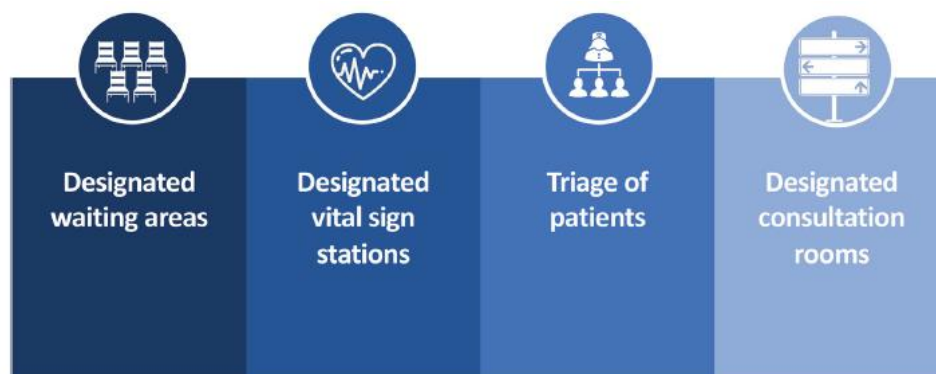 Designated
waiting areas
Designated
vital sign
stations
Triage of
patients
Designated
consultation
rooms